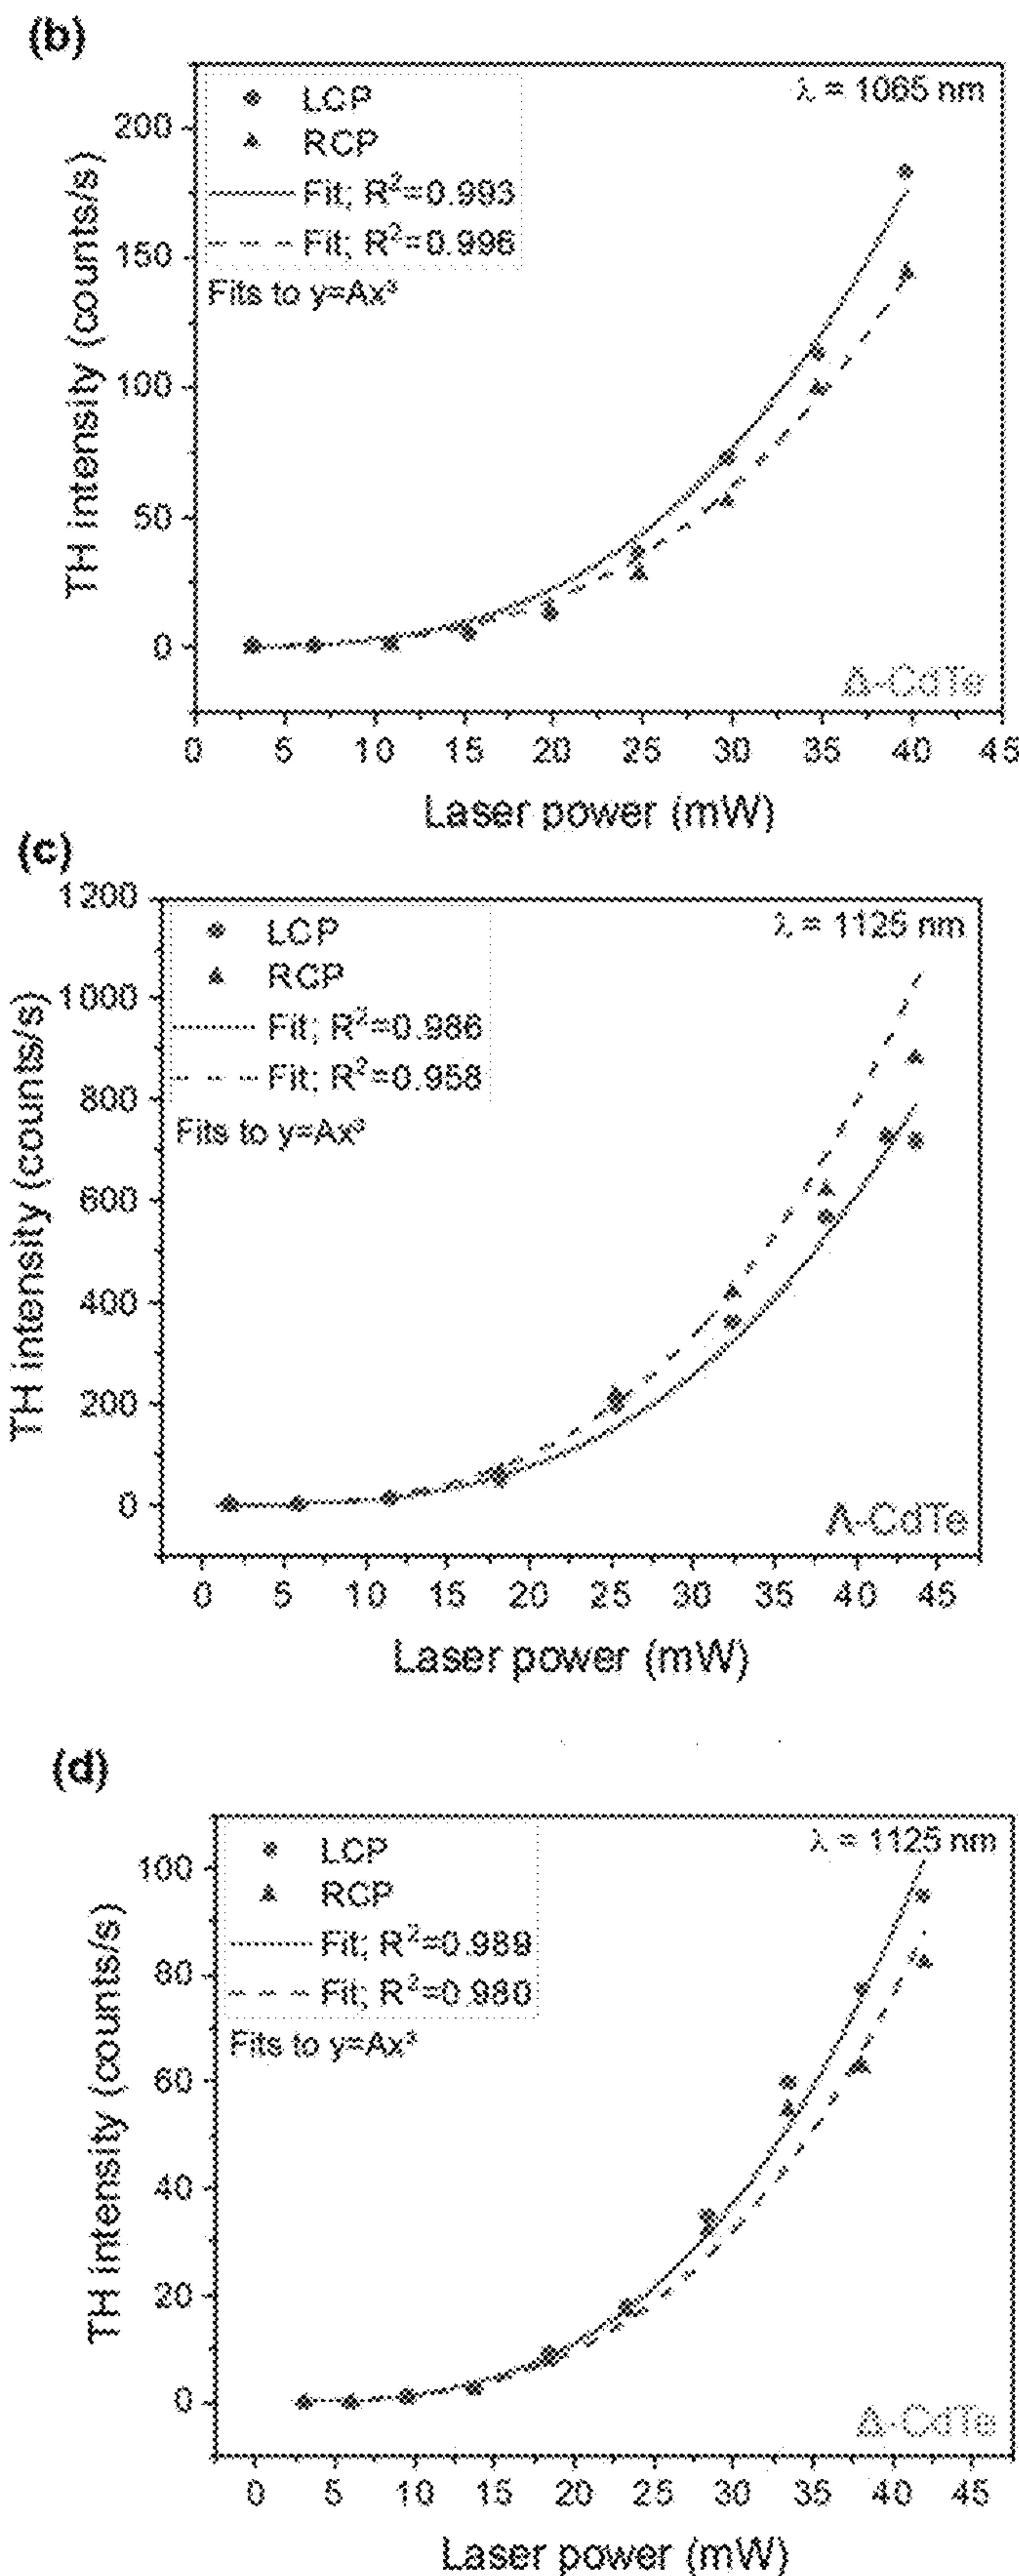 (b)
λ = 1065 nm
LCP
RCP
Fit; R²=0.993
Fit; R²=0.996
Fits to y=Ax³
TH intensity (counts/s)
200
150
100
50
0
Δ-CdTe
0 5 10 15 20 25 30 35 40 45
Laser power (mW)
(c)
λ = 1125 nm
LCP
RCP
Fit; R²=0.986
Fit; R²=0.958
Fits to y=Ax³
TH intensity (counts/s)
1200
1000
800
600
400
200
0
Λ-CdTe
0 5 10 15 20 25 30 35 40 45
Laser power (mW)
(d)
λ = 1125 nm
LCP
RCP
Fit; R²=0.989
Fit; R²=0.980
Fits to y=Ax³
TH intensity (counts/s)
100
80
60
40
20
0
Δ-CdTe
0 5 10 15 20 25 30 35 40 45
Laser power (mW)